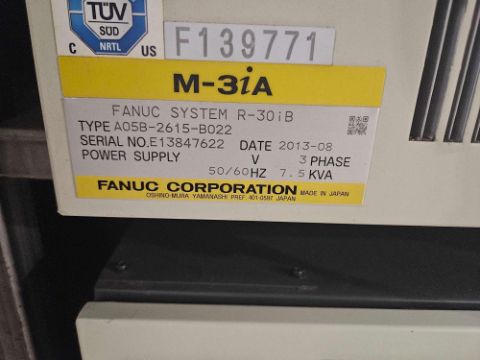 TÜV
SÜD
NRTL
C US
F139771
M-3iA
FANUC SYSTEM R-30iB
TYPE A05B-2615-B022
SERIAL NO.E13847622 DATE 2013-08
POWER SUPPLY V 3 PHASE
50/60HZ 7.5 KVA
FANUC CORPORATION MADE IN JAPAN
OSHINO-MURA YAMANASHI PREF. 401-0597 JAPAN